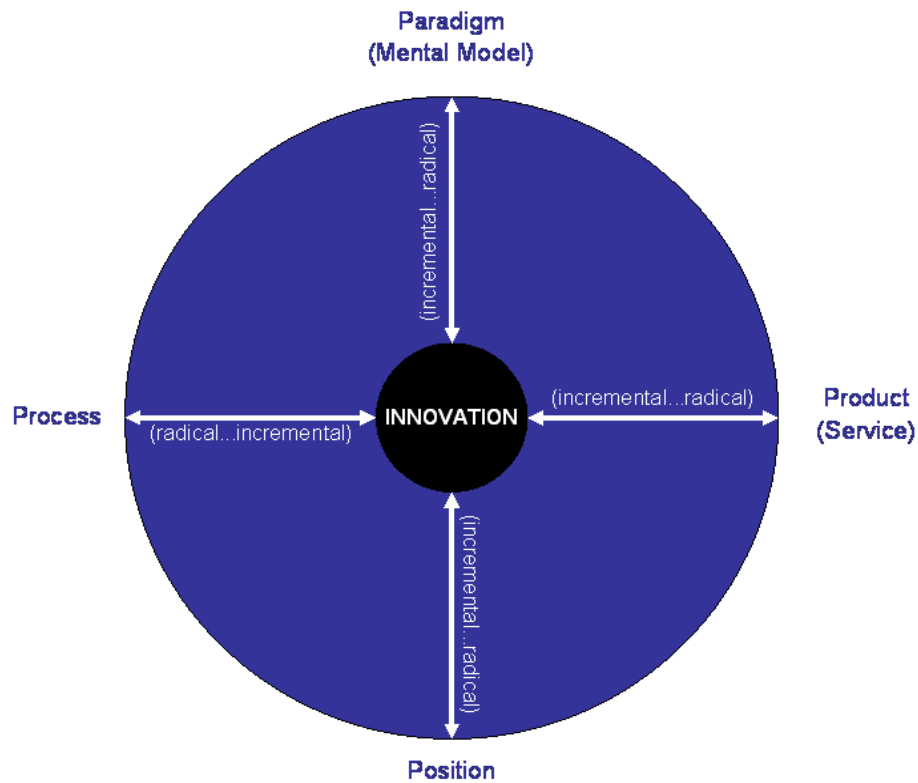 Paradigm
(Mental Model)
(incremental...radical)
Process
(radical...incremental)
INNOVATION
(incremental...radical)
Product
(Service)
(incremental...radical)
Position